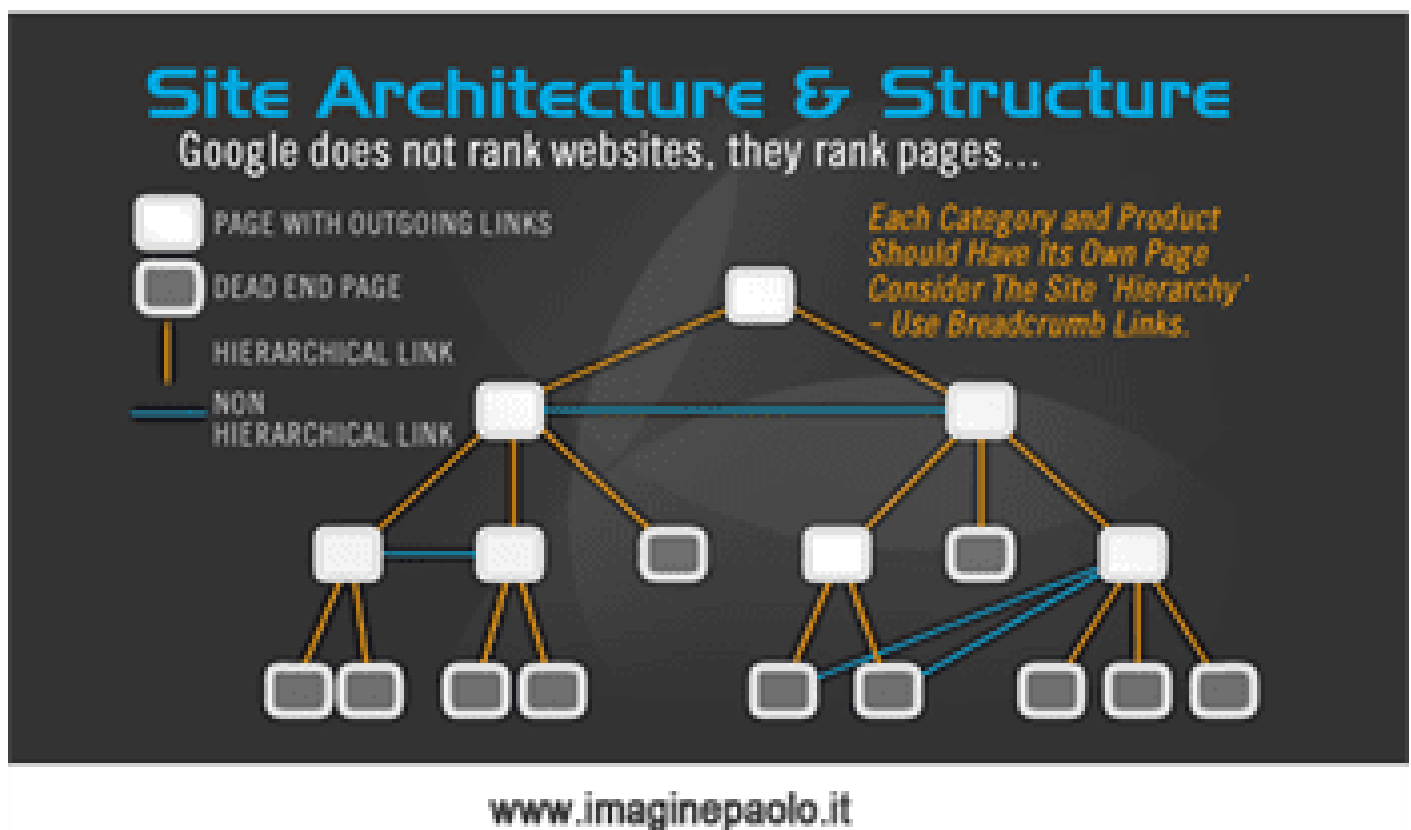 Site Architecture & Structure
Google does not rank websites, they rank pages...
PAGE WITH OUTGOING LINKS
DEAD END PAGE
HIERARCHICAL LINK
NON
HIERARCHICAL LINK
Each Category and Product
Should Have Its Own Page
Consider The Site 'Hierarchy'
- Use Breadcrumb Links.
www.imaginepaolo.it